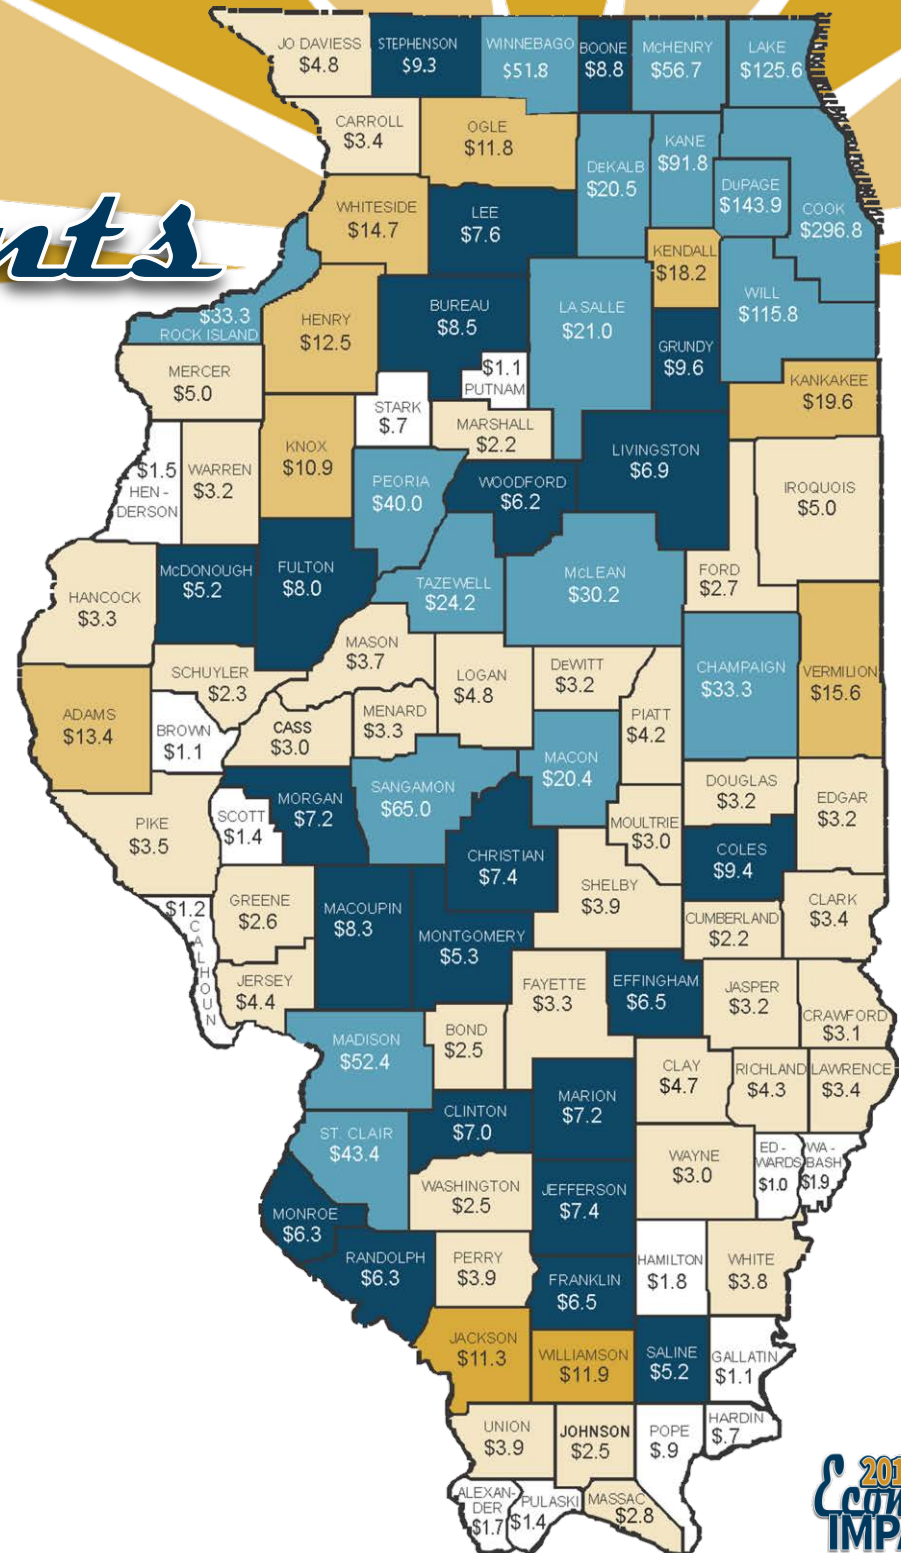 JO DAVIESS
$4.8
STEPHENSON
$9.3
WINNEBAGO
$51.8
BOONE
$8.8
McHENRY
$56.7
LAKE
$125.6
CARROLL
$3.4
OGLE
$11.8
DeKALB
$20.5
KANE
$91.8
DuPAGE
$143.9
COOK
$296.8
WHITESIDE
$14.7
LEE
$7.6
KENDALL
$18.2
nts
$33.3
ROCK ISLAND
HENRY
$12.5
BUREAU
$8.5
LA SALLE
$21.0
WILL
$115.8
GRUNDY
$9.6
MERCER
$5.0
$1.1
PUTNAM
KANKAKEE
$19.6
STARK
$.7
MARSHALL
$2.2
$1.5
HEN-
DERSON
WARREN
$3.2
KNOX
$10.9
PEORIA
$40.0
WOODFORD
$6.2
LIVINGSTON
$6.9
IROQUOIS
$5.0
HANCOCK
$3.3
McDONOUGH
$5.2
FULTON
$8.0
TAZEWELL
$24.2
McLEAN
$30.2
FORD
$2.7
SCHUYLER
$2.3
MASON
$3.7
LOGAN
$4.8
DeWITT
$3.2
CHAMPAIGN
$33.3
VERMILION
$15.6
ADAMS
$13.4
BROWN
$1.1
CASS
$3.0
MENARD
$3.3
PIATT
$4.2
MACON
$20.4
PIKE
$3.5
SCOTT
$1.4
MORGAN
$7.2
SANGAMON
$65.0
DOUGLAS
$3.2
EDGAR
$3.2
MOULTRIE
$3.0
CHRISTIAN
$7.4
COLES
$9.4
SHELBY
$3.9
$1.2
CALHOUN
GREENE
$2.6
MACOUPIN
$8.3
MONTGOMERY
$5.3
CUMBERLAND
$2.2
CLARK
$3.4
JERSEY
$4.4
FAYETTE
$3.3
EFFINGHAM
$6.5
JASPER
$3.2
CRAWFORD
$3.1
MADISON
$52.4
BOND
$2.5
CLAY
$4.7
RICHLAND
$4.3
LAWRENCE
$3.4
CLINTON
$7.0
MARION
$7.2
ST. CLAIR
$43.4
WASHINGTON
$2.5
WAYNE
$3.0
ED-
WARDS
$1.0
WA-
BASH
$1.9
MONROE
$6.3
JEFFERSON
$7.4
RANDOLPH
$6.3
PERRY
$3.9
FRANKLIN
$6.5
HAMILTON
$1.8
WHITE
$3.8
JACKSON
$11.3
WILLIAMSON
$11.9
SALINE
$5.2
GALLATIN
$1.1
UNION
$3.9
JOHNSON
$2.5
POPE
$.9
HARDIN
$.7
ALEXAN-
DER
$1.7
PULASKI
$1.4
MASSAC
$2.8
201
Econ
IMPA